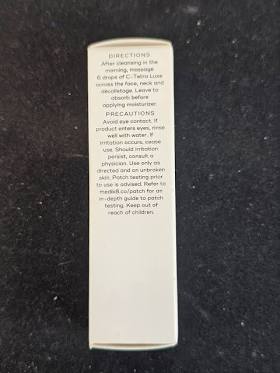 DIRECTIONS
After cleansing in the
morning, massage
6 drops of C-Tetra Luxe
across the face, neck and
décolletage. Leave to
absorb before
applying moisturizer.
PRECAUTIONS
Avoid eye contact. If
product enters eyes, rinse
well with water. If
irritation occurs, cease
use. Should irritation
persist, consult a
physician. Use only as
directed and on unbroken
skin. Patch testing prior
to use is advised. Refer to
medik8.co/patch for an
in-depth guide to patch
testing. Keep out of
reach of children.